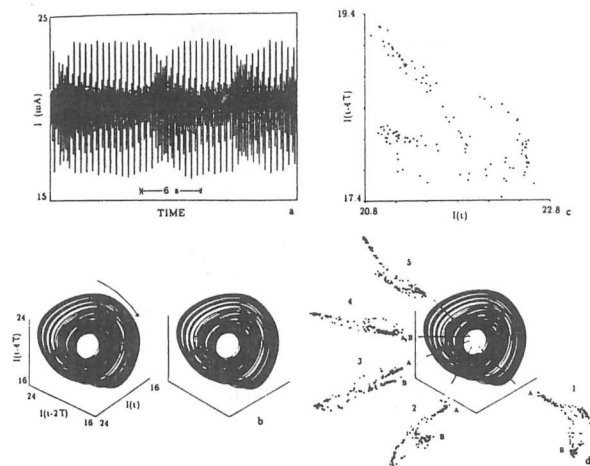 25
I (mA)
15
6 s
TIME
a
19.4
I(t-4T)
17.4
20.8
I(t)
22.8
c
24
I(t-4T)
16
24
I(t-2T)
16
24
I(t)
16
b
5
4
A,B
3
A
B
2
A
B
A
1
B
d